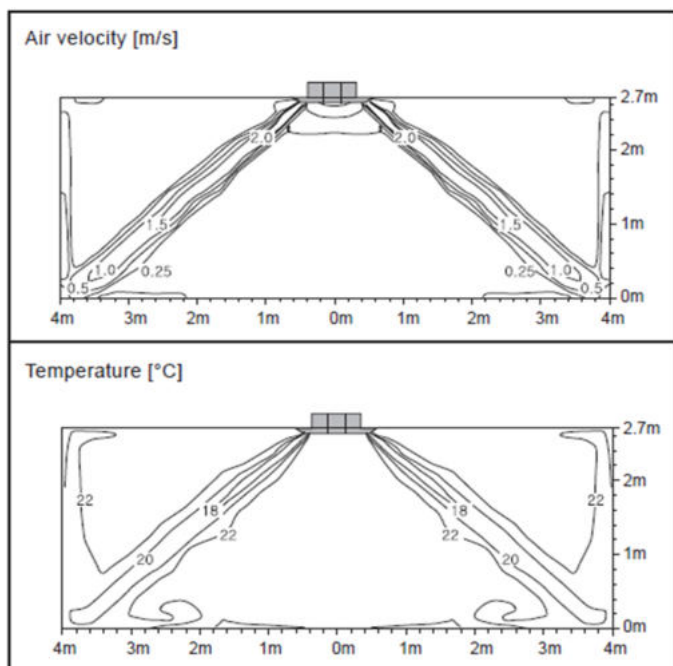 Air velocity [m/s]
2.7m
2.0 2.0
2m
1.5 1.5
1m
1.0 0.25 0.25 1.0
0.5 0.5
0m
4m 3m 2m 1m 0m 1m 2m 3m 4m
Temperature [°C]
2.7m
22 22
2m
18 18
22 22
1m
20 20
0m
4m 3m 2m 1m 0m 1m 2m 3m 4m